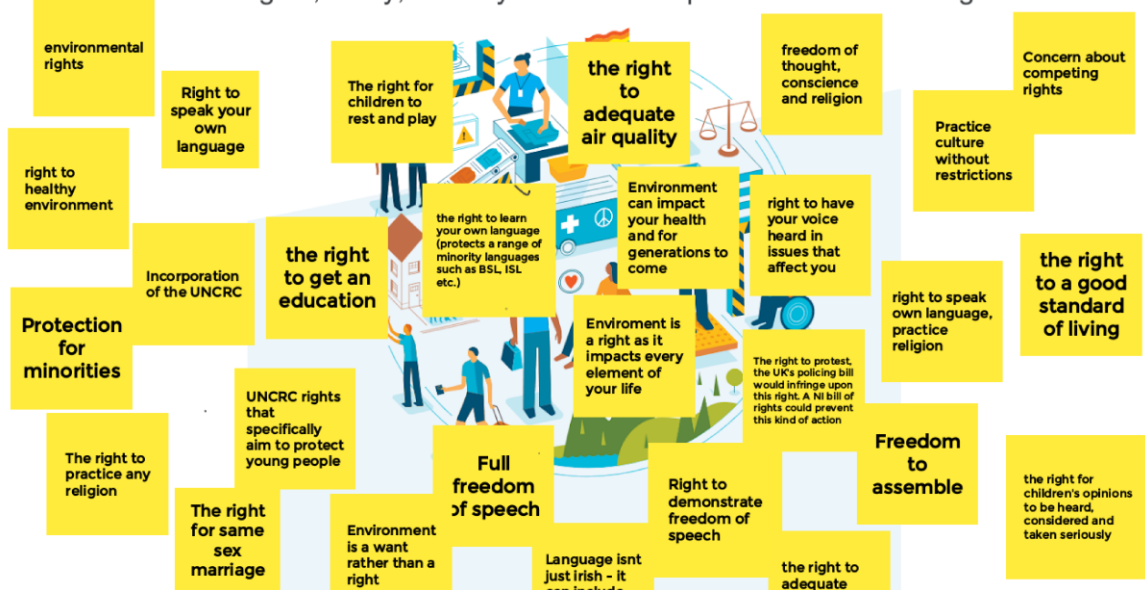 environmental
rights
Right to
speak your
own
language
The right for
children to
rest and play
the right
to
adequate
air quality
freedom of
thought,
conscience
and religion
Concern about
competing
rights
Practice
culture
without
restrictions
right to
healthy
environment
Incorporation
of the UNCRC
the right
to get an
education
the right to learn
your own language
(protects a range of
minority languages
such as BSL, ISL
etc.)
Environment
can impact
your health
and for
generations to
come
right to have
your voice
heard in
issues that
affect you
the right
to a good
standard
of living
right to speak
own language,
practice
religion
Protection
for
minorities
Enviroment is
a right as it
impacts every
element of
your life
The right to protest,
the UK's policing bill
would infringe upon
this right. A NI bill of
rights could prevent
this kind of action
UNCRC rights
that
specifically
aim to protect
young people
The right to
practice any
religion
Full
freedom
of speech
Freedom
to
assemble
The right
for same
sex
marriage
Environment
is a want
rather than a
right
Right to
demonstrate
freedom of
speech
the right for
children's opinions
to be heard,
considered and
taken seriously
Language isnt
just irish - it
can include
the right to
adequate